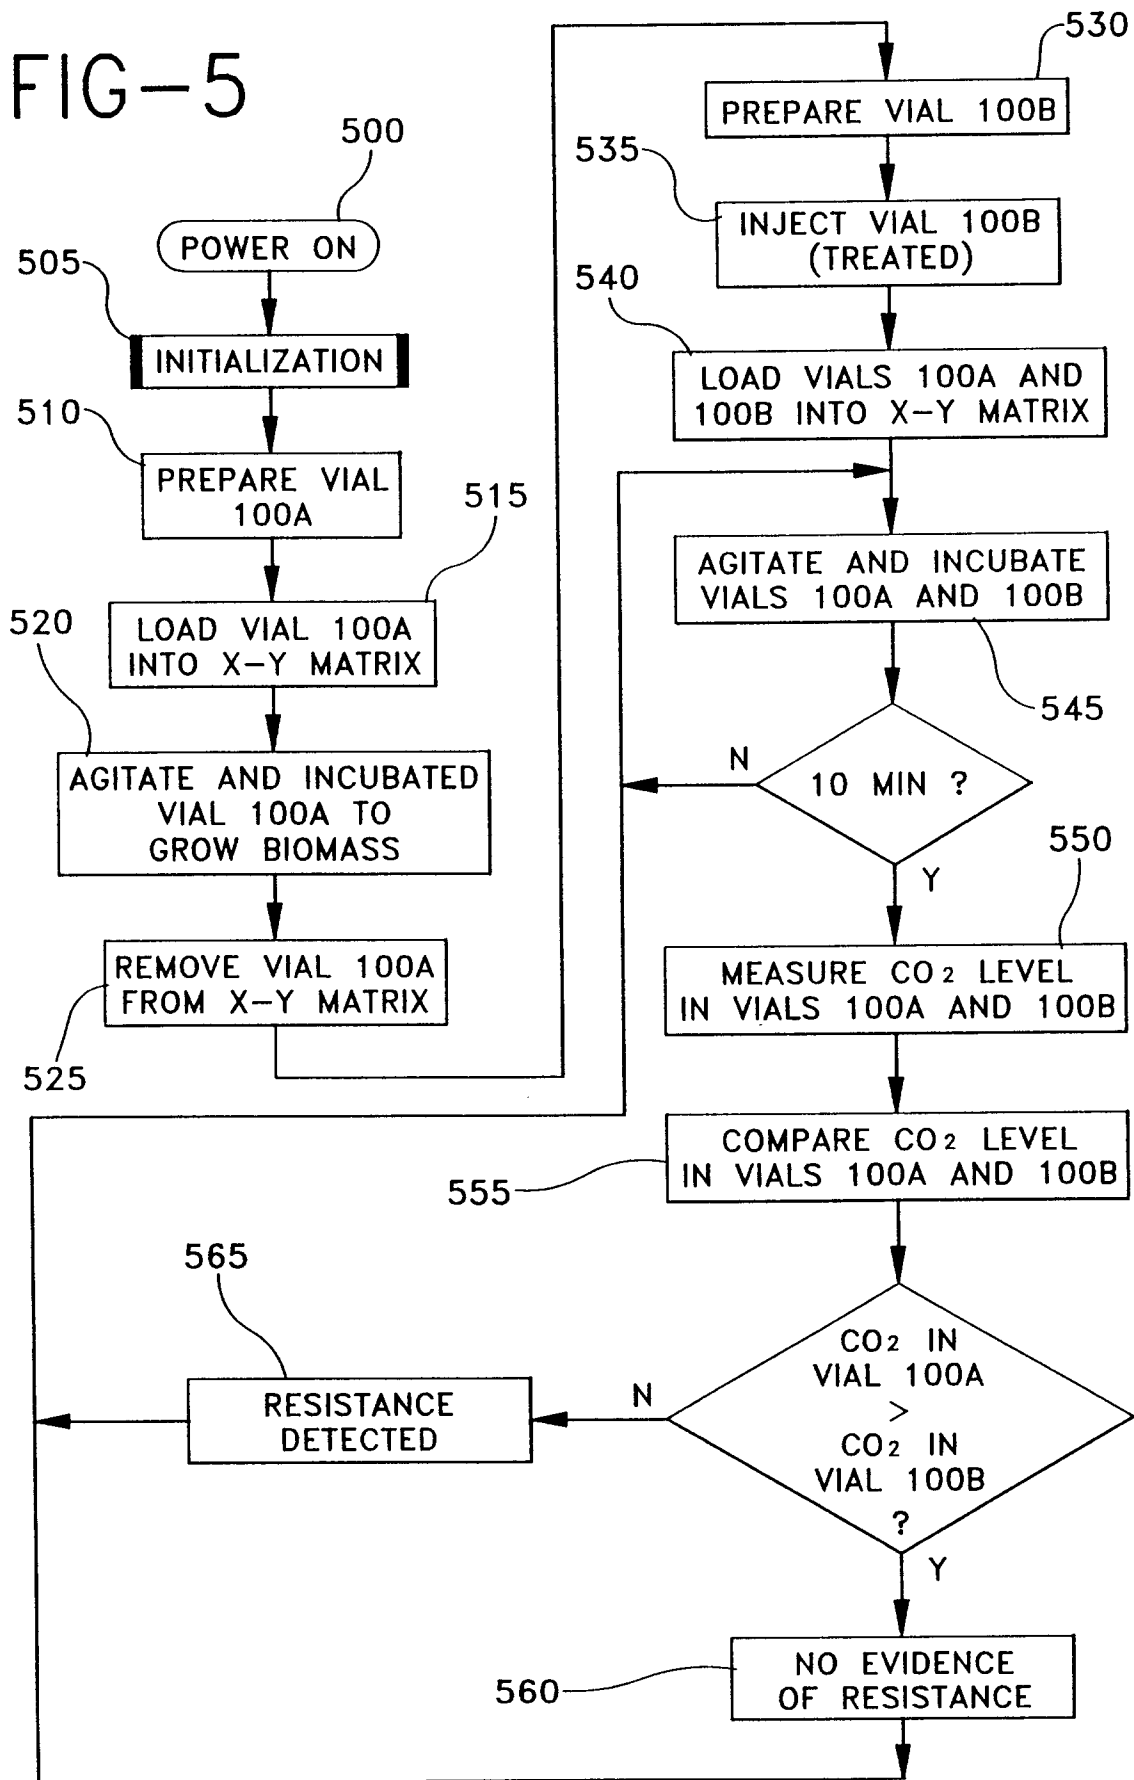 FIG-5
500
POWER ON
505
INITIALIZATION
510
PREPARE VIAL
100A
515
LOAD VIAL 100A
INTO X-Y MATRIX
520
AGITATE AND INCUBATED
VIAL 100A TO
GROW BIOMASS
REMOVE VIAL 100A
FROM X-Y MATRIX
525
530
PREPARE VIAL 100B
535
INJECT VIAL 100B
(TREATED)
540
LOAD VIALS 100A AND
100B INTO X-Y MATRIX
AGITATE AND INCUBATE
VIALS 100A AND 100B
545
N
10 MIN ?
Y
550
MEASURE CO2 LEVEL
IN VIALS 100A AND 100B
COMPARE CO2 LEVEL
IN VIALS 100A AND 100B
555
565
RESISTANCE
DETECTED
N
CO2 IN
VIAL 100A
>
CO2 IN
VIAL 100B
?
Y
NO EVIDENCE
OF RESISTANCE
560